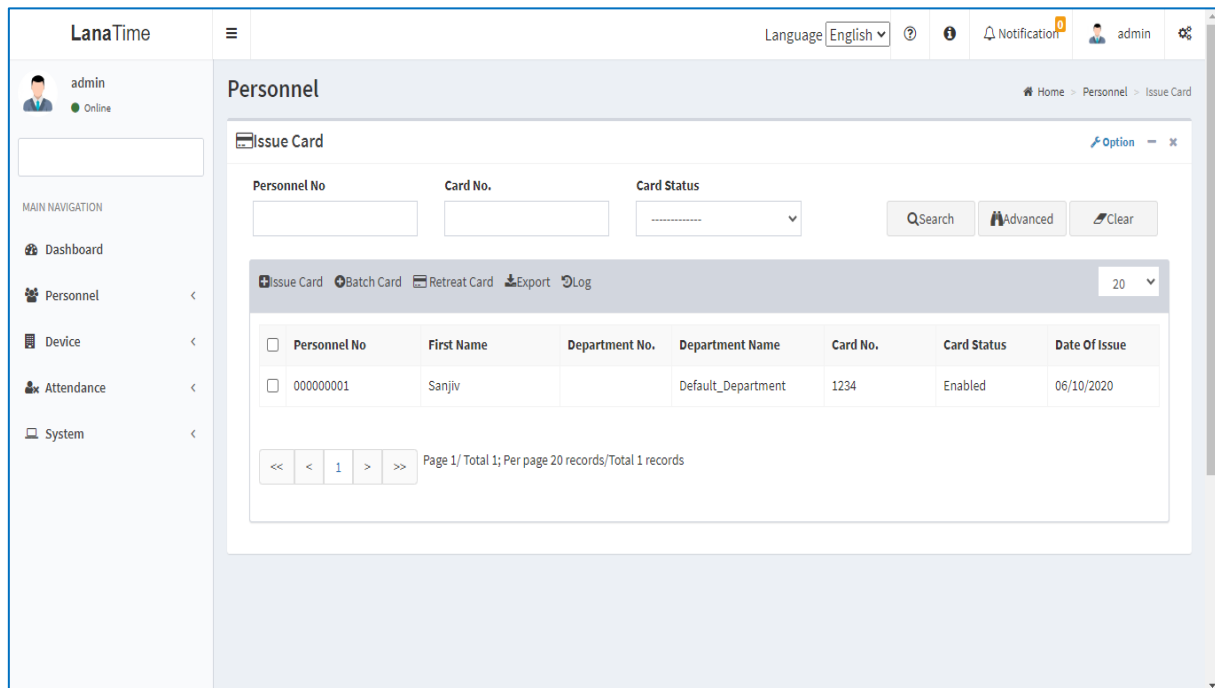 LanaTime
Language English
Notification 0
admin
admin
Online
MAIN NAVIGATION
Dashboard
Personnel
Device
Attendance
System
Personnel
Home > Personnel > Issue Card
Issue Card
Option
Personnel No Card No. Card Status
-------------
Search Advanced Clear
Issue Card Batch Card Retreat Card Export Log
20
Personnel No First Name Department No. Department Name Card No. Card Status Date Of Issue
000000001 Sanjiv Default_Department 1234 Enabled 06/10/2020
<< < 1 > >> Page 1/ Total 1; Per page 20 records/Total 1 records